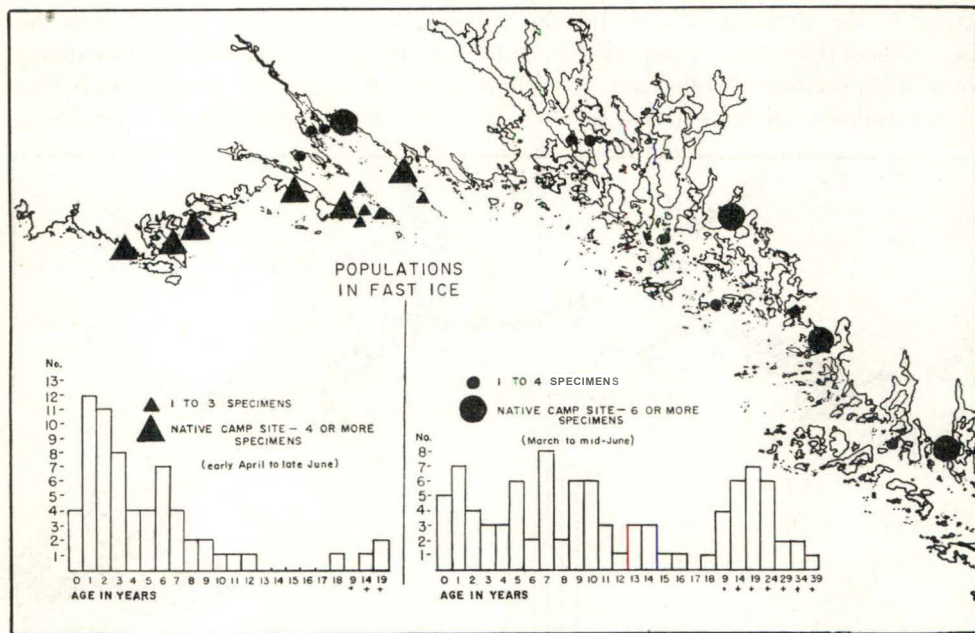 POPULATIONS
IN FAST ICE
No.
13-
12-
11-
10-
9-
8-
7-
6-
5-
4-
3-
2-
1-
1 TO 3 SPECIMENS
NATIVE CAMP SITE - 4 OR MORE
SPECIMENS
(early April to late June)
0 1 2 3 4 5 6 7 8 9 10 11 12 13 14 15 16 17 18 9 14 19
+ + +
AGE IN YEARS
1 TO 4 SPECIMENS
NATIVE CAMP SITE - 6 OR MORE
SPECIMENS
(March to mid-June)
No.
8-
7-
6-
5-
4-
3-
2-
1-
0 1 2 3 4 5 6 7 8 9 10 11 12 13 14 15 16 17 18 9 14 19 24 29 34 39
+ + + + + + +
AGE IN YEARS